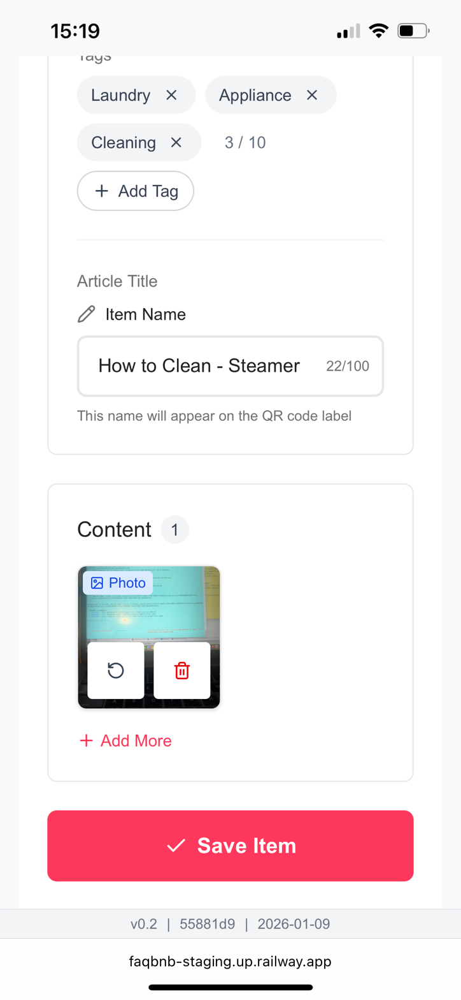 15:19
Tags
Laundry ×
Appliance ×
Cleaning ×
3 / 10
+ Add Tag
Article Title
Item Name
How to Clean - Steamer
22/100
This name will appear on the QR code label
Content 1
Photo
+ Add More
Save Item
v0.2 | 55881d9 | 2026-01-09
faqbnb-staging.up.railway.app